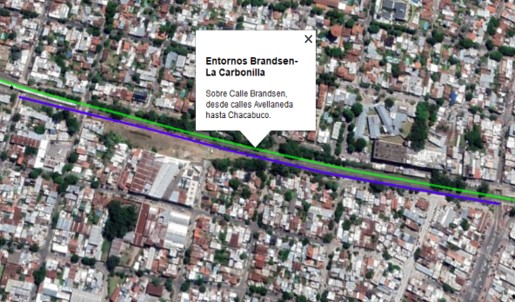 Entornos Brandsen-
La Carbonilla
Sobre Calle Brandsen,
desde calles Avellaneda
hasta Chacabuco.